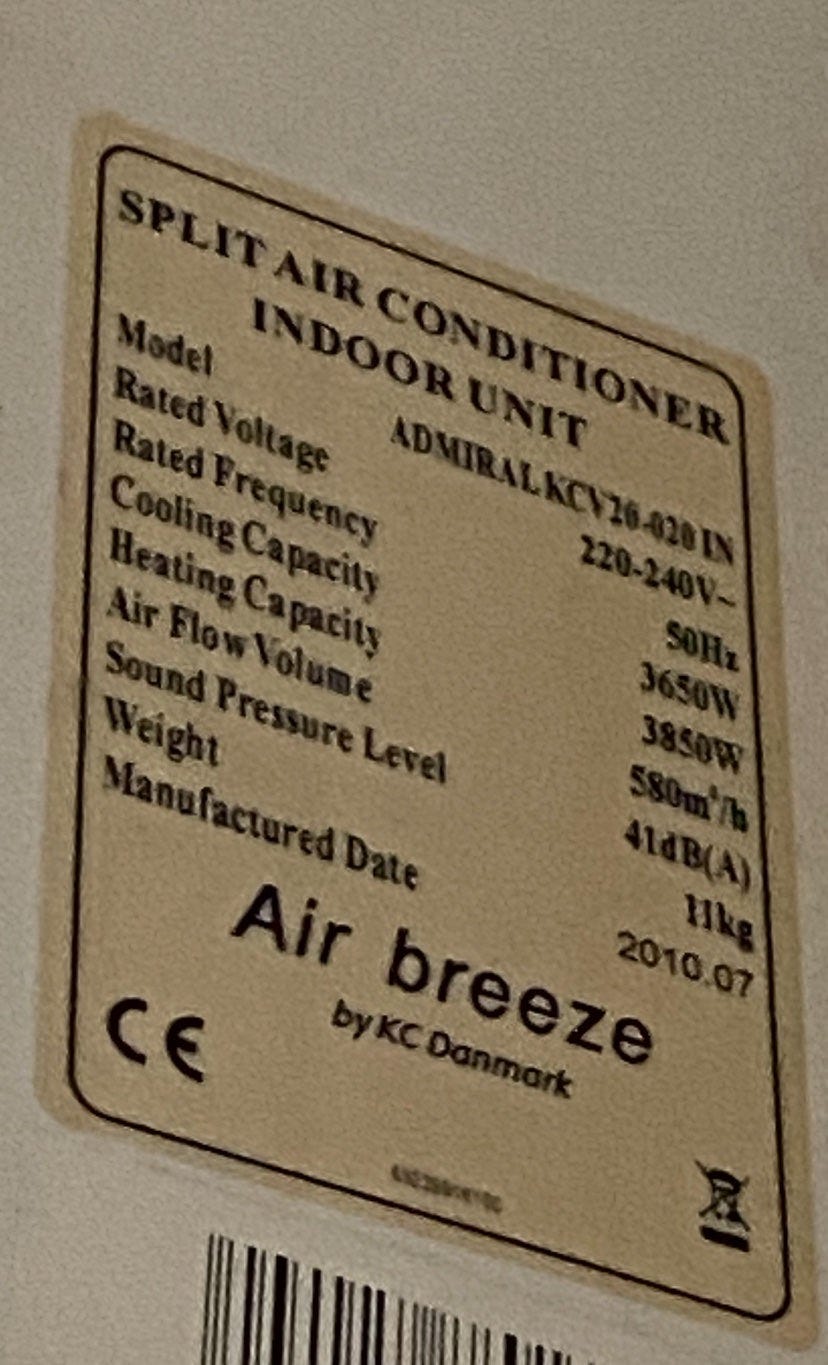 SPLIT AIR CONDITIONER
INDOOR UNIT
Model ADMIRAL KCV20-020 IN
Rated Voltage 220-240V~
Rated Frequency 50Hz
Cooling Capacity 3650W
Heating Capacity 3850W
Air Flow Volume 580m³/h
Sound Pressure Level 41dB(A)
Weight 11kg
Manufactured Date 2010.07
Air breeze
by KC Danmark
CE